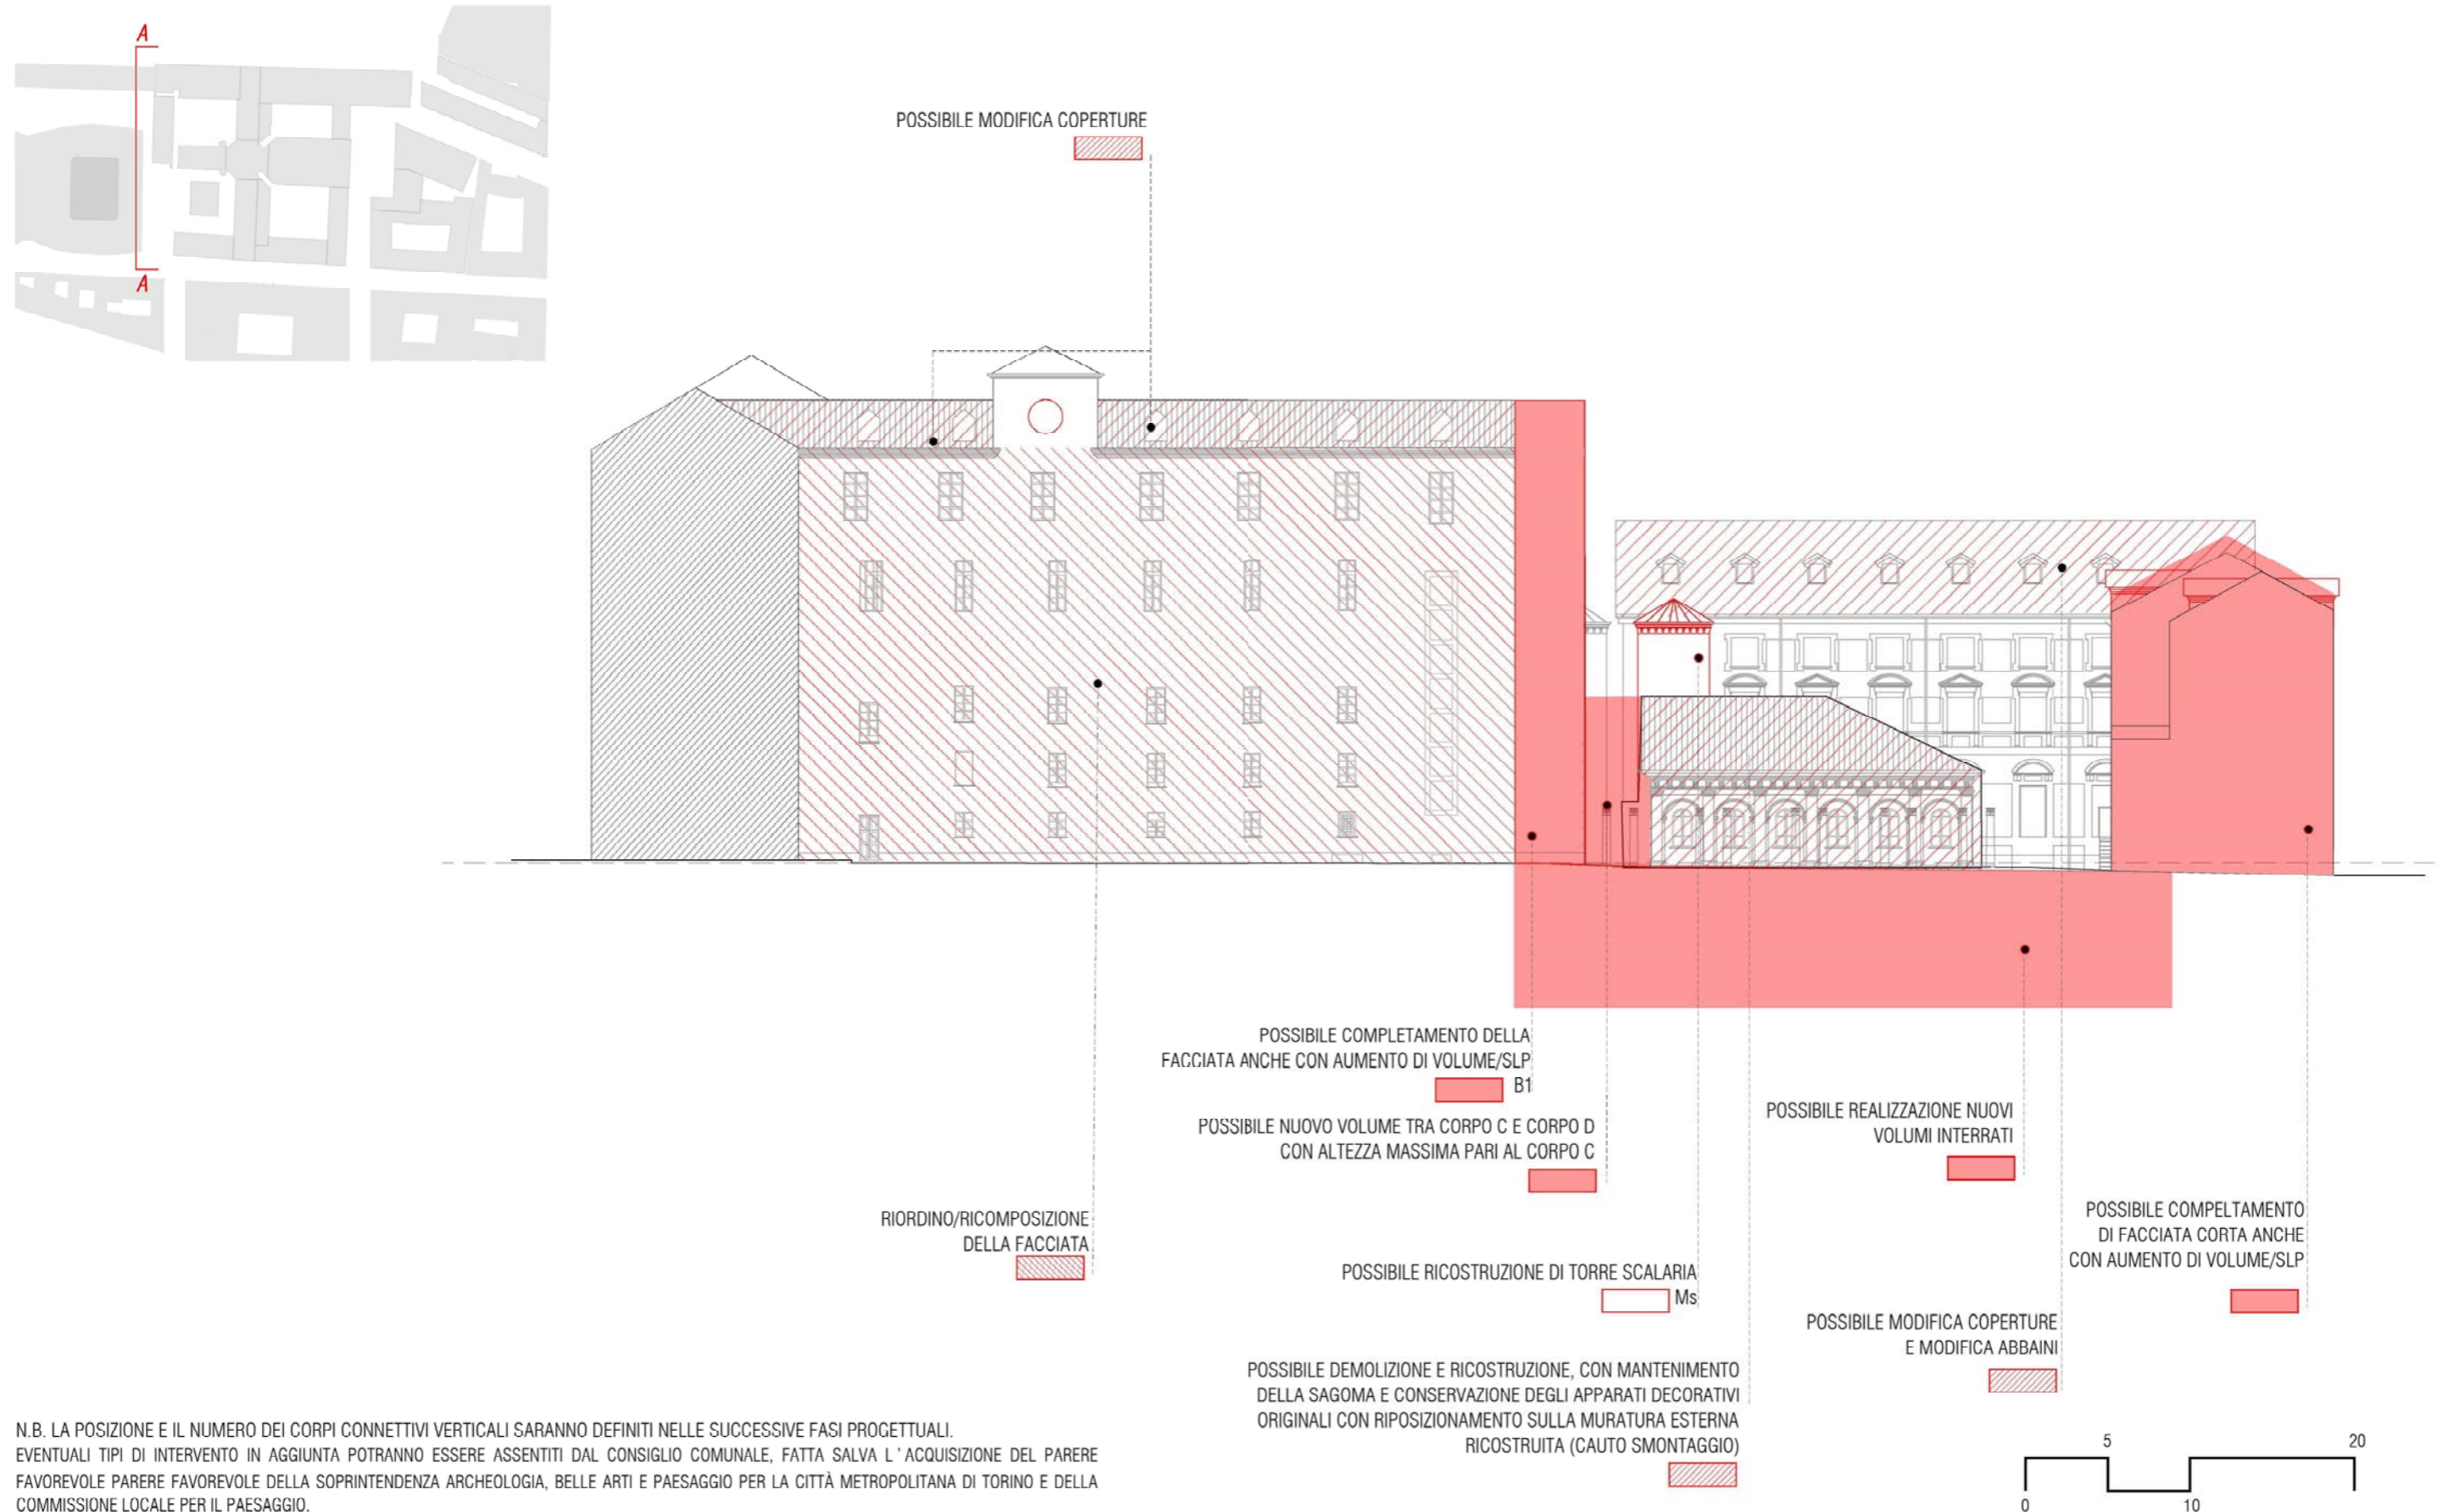 A
A
POSSIBILE MODIFICA COPERTURE
POSSIBILE COMPLETAMENTO DELLA
FACCIATA ANCHE CON AUMENTO DI VOLUME/SLP
B1
POSSIBILE NUOVO VOLUME TRA CORPO C E CORPO D
CON ALTEZZA MASSIMA PARI AL CORPO C
POSSIBILE REALIZZAZIONE NUOVI
VOLUMI INTERRATI
RIORDINO/RICOMPOSIZIONE
DELLA FACCIATA
POSSIBILE COMPELTAMENTO
DI FACCIATA CORTA ANCHE
CON AUMENTO DI VOLUME/SLP
POSSIBILE RICOSTRUZIONE DI TORRE SCALARIA
Ms
POSSIBILE MODIFICA COPERTURE
E MODIFICA ABBAINI
POSSIBILE DEMOLIZIONE E RICOSTRUZIONE, CON MANTENIMENTO
DELLA SAGOMA E CONSERVAZIONE DEGLI APPARATI DECORATIVI
ORIGINALI CON RIPOSIZIONAMENTO SULLA MURATURA ESTERNA
RICOSTRUITA (CAUTO SMONTAGGIO)
N.B. LA POSIZIONE E IL NUMERO DEI CORPI CONNETTIVI VERTICALI SARANNO DEFINITI NELLE SUCCESSIVE FASI PROGETTUALI.
EVENTUALI TIPI DI INTERVENTO IN AGGIUNTA POTRANNO ESSERE ASSENTITI DAL CONSIGLIO COMUNALE, FATTA SALVA L'ACQUISIZIONE DEL PARERE
FAVOREVOLE PARERE FAVOREVOLE DELLA SOPRINTENDENZA ARCHEOLOGIA, BELLE ARTI E PAESAGGIO PER LA CITTÀ METROPOLITANA DI TORINO E DELLA
COMMISSIONE LOCALE PER IL PAESAGGIO.
5 20
0 10